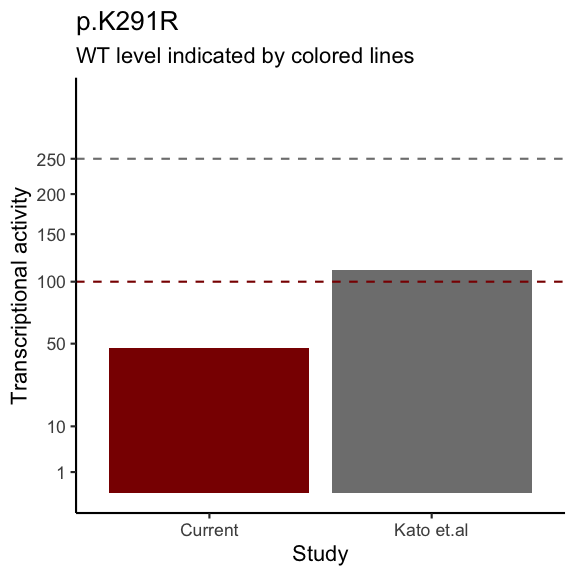 p.K291R
WT level indicated by colored lines
Transcriptional activity
250
200
150
100
50
10
1
Current
Kato et.al
Study